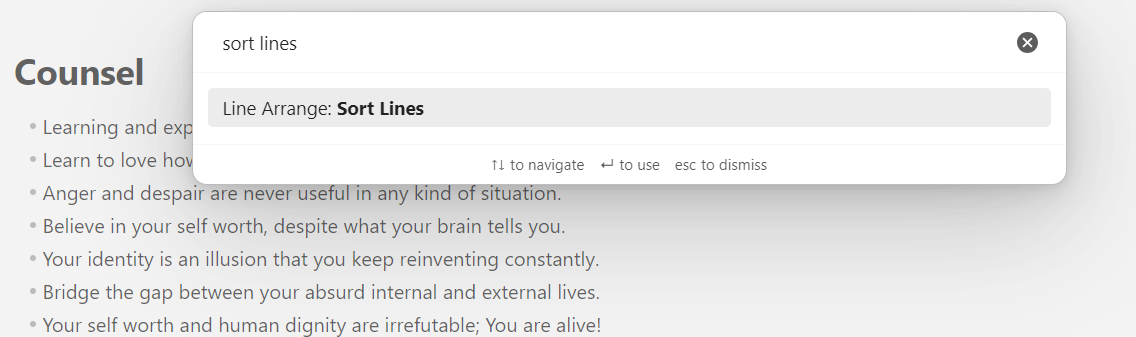 sort lines
Counsel
Line Arrange: Sort Lines
• Learning and exp
• Learn to love how
↑↓ to navigate ↵ to use esc to dismiss
• Anger and despair are never useful in any kind of situation.
• Believe in your self worth, despite what your brain tells you.
• Your identity is an illusion that you keep reinventing constantly.
• Bridge the gap between your absurd internal and external lives.
• Your self worth and human dignity are irrefutable; You are alive!